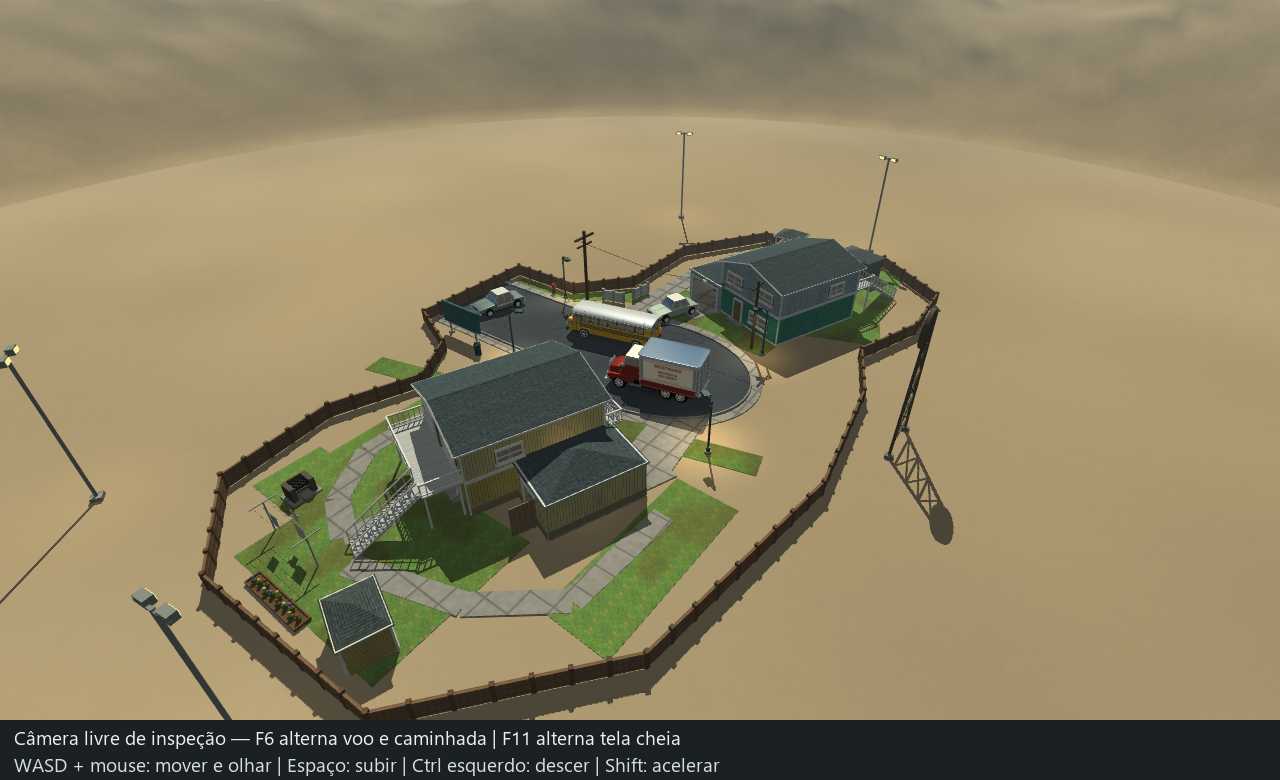 Câmera livre de inspeção — F6 alterna voo e caminhada | F11 alterna tela cheia
WASD + mouse: mover e olhar | Espaço: subir | Ctrl esquerdo: descer | Shift: acelerar